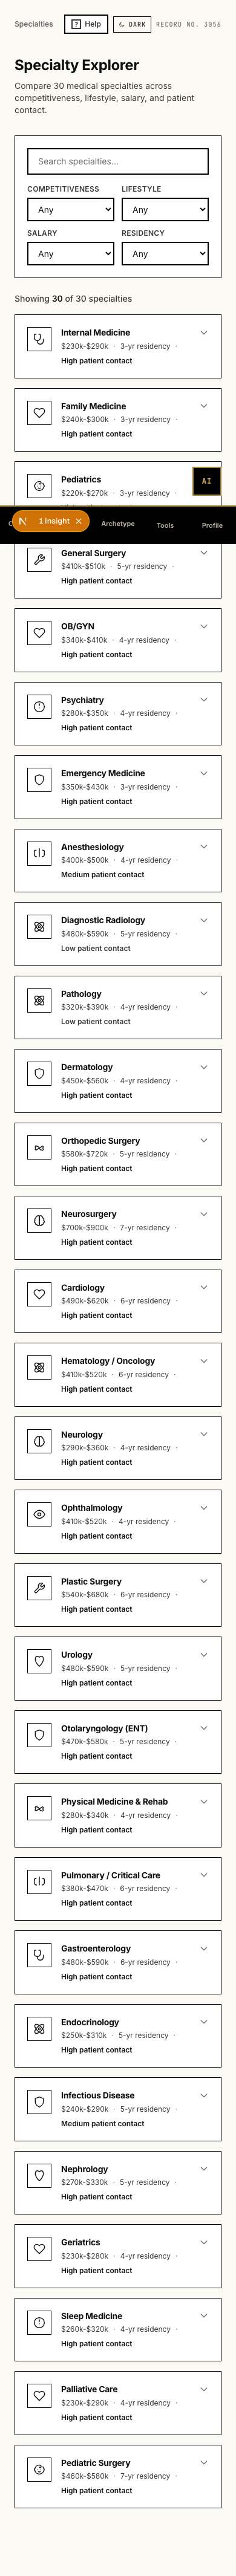 Specialties ? Help DARK RECORD NO. 3056
Specialty Explorer
Compare 30 medical specialties across
competitiveness, lifestyle, salary, and patient
contact.
Search specialties...
COMPETITIVENESS LIFESTYLE
Any Any
SALARY RESIDENCY
Any Any
Showing 30 of 30 specialties
Internal Medicine
$230k-$290k · 3-yr residency ·
High patient contact
Family Medicine
$240k-$300k · 3-yr residency ·
High patient contact
Pediatrics
$220k-$270k · 3-yr residency ·
AI
N 1 Insight × Archetype Tools Profile
General Surgery
$410k-$510k · 5-yr residency ·
High patient contact
OB/GYN
$340k-$410k · 4-yr residency ·
High patient contact
Psychiatry
$280k-$350k · 4-yr residency ·
High patient contact
Emergency Medicine
$350k-$430k · 3-yr residency ·
High patient contact
Anesthesiology
$400k-$500k · 4-yr residency ·
Medium patient contact
Diagnostic Radiology
$480k-$590k · 5-yr residency ·
Low patient contact
Pathology
$320k-$390k · 4-yr residency ·
Low patient contact
Dermatology
$450k-$560k · 4-yr residency ·
High patient contact
Orthopedic Surgery
$580k-$720k · 5-yr residency ·
High patient contact
Neurosurgery
$700k-$900k · 7-yr residency ·
High patient contact
Cardiology
$490k-$620k · 6-yr residency ·
High patient contact
Hematology / Oncology
$410k-$520k · 6-yr residency ·
High patient contact
Neurology
$290k-$360k · 4-yr residency ·
High patient contact
Ophthalmology
$410k-$520k · 4-yr residency ·
High patient contact
Plastic Surgery
$540k-$680k · 6-yr residency ·
High patient contact
Urology
$480k-$590k · 5-yr residency ·
High patient contact
Otolaryngology (ENT)
$470k-$580k · 5-yr residency ·
High patient contact
Physical Medicine & Rehab
$280k-$340k · 4-yr residency ·
High patient contact
Pulmonary / Critical Care
$380k-$470k · 6-yr residency ·
High patient contact
Gastroenterology
$480k-$590k · 6-yr residency ·
High patient contact
Endocrinology
$250k-$310k · 5-yr residency ·
High patient contact
Infectious Disease
$240k-$290k · 5-yr residency ·
Medium patient contact
Nephrology
$270k-$330k · 5-yr residency ·
High patient contact
Geriatrics
$230k-$280k · 4-yr residency ·
High patient contact
Sleep Medicine
$260k-$320k · 4-yr residency ·
High patient contact
Palliative Care
$230k-$290k · 4-yr residency ·
High patient contact
Pediatric Surgery
$460k-$580k · 7-yr residency ·
High patient contact